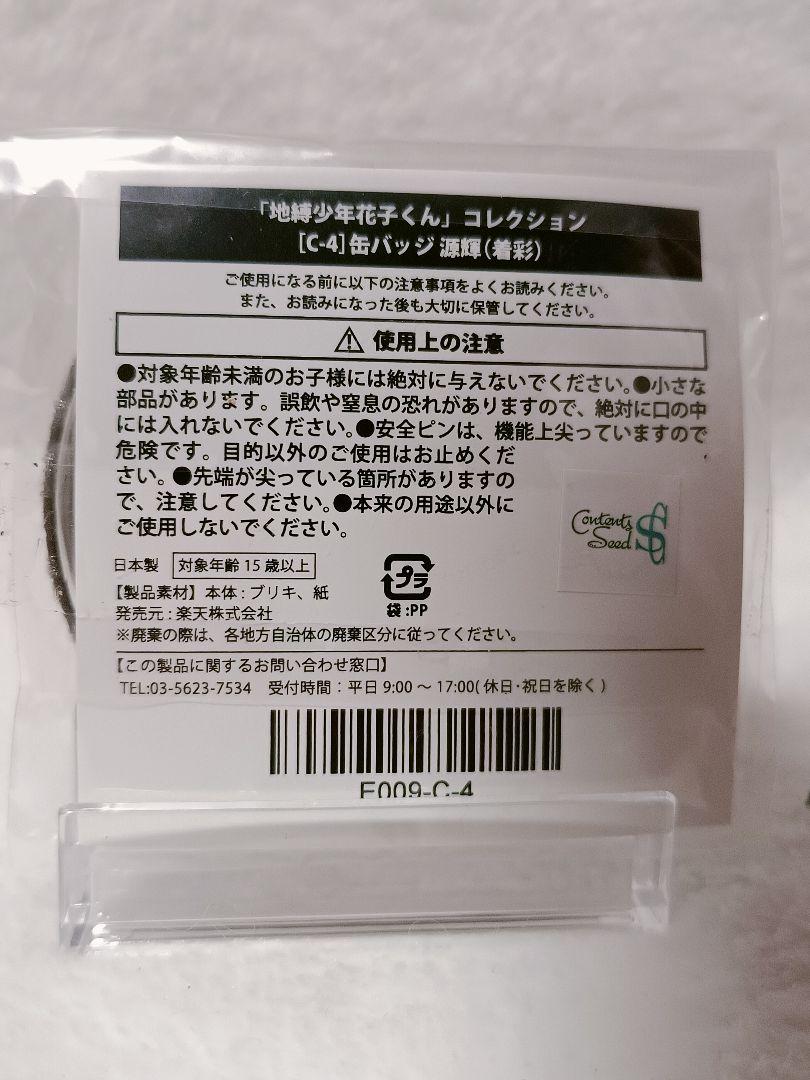 「地縛少年花子くん」コレクション
[C-4]缶バッジ 源輝(着彩)
ご使用になる前に以下の注意事項をよくお読みください。
また、お読みになった後も大切に保管してください。
使用上の注意
●対象年齢未満のお子様には絶対に与えないでください。●小さな
部品があります。誤飲や窒息の恐れがありますので、絶対に口の中
には入れないでください。●安全ピンは、機能上尖っていますので
危険です。目的以外のご使用はお止めくだ
さい。●先端が尖っている箇所がありますの
で、注意してください。●本来の用途以外に
ご使用しないでください。
Contents
Seed
日本製 対象年齢15歳以上
プラ
【製品素材】本体:ブリキ、紙
袋:PP
発売元:楽天株式会社
※廃棄の際は、各地方自治体の廃棄区分に従ってください。
【この製品に関するお問い合わせ窓口】
TEL:03-5623-7534 受付時間:平日9:00~17:00(休日・祝日を除く)
F009-C-4